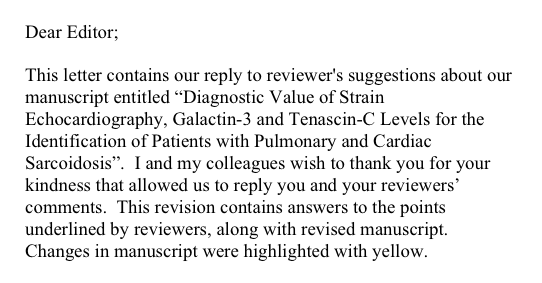 Dear Editor;
This letter contains our reply to reviewer's suggestions about our
manuscript entitled “Diagnostic Value of Strain
Echocardiography, Galactin-3 and Tenascin-C Levels for the
Identification of Patients with Pulmonary and Cardiac
Sarcoidosis”.  I and my colleagues wish to thank you for your
kindness that allowed us to reply you and your reviewers’
comments.  This revision contains answers to the points
underlined by reviewers, along with revised manuscript.
Changes in manuscript were highlighted with yellow.